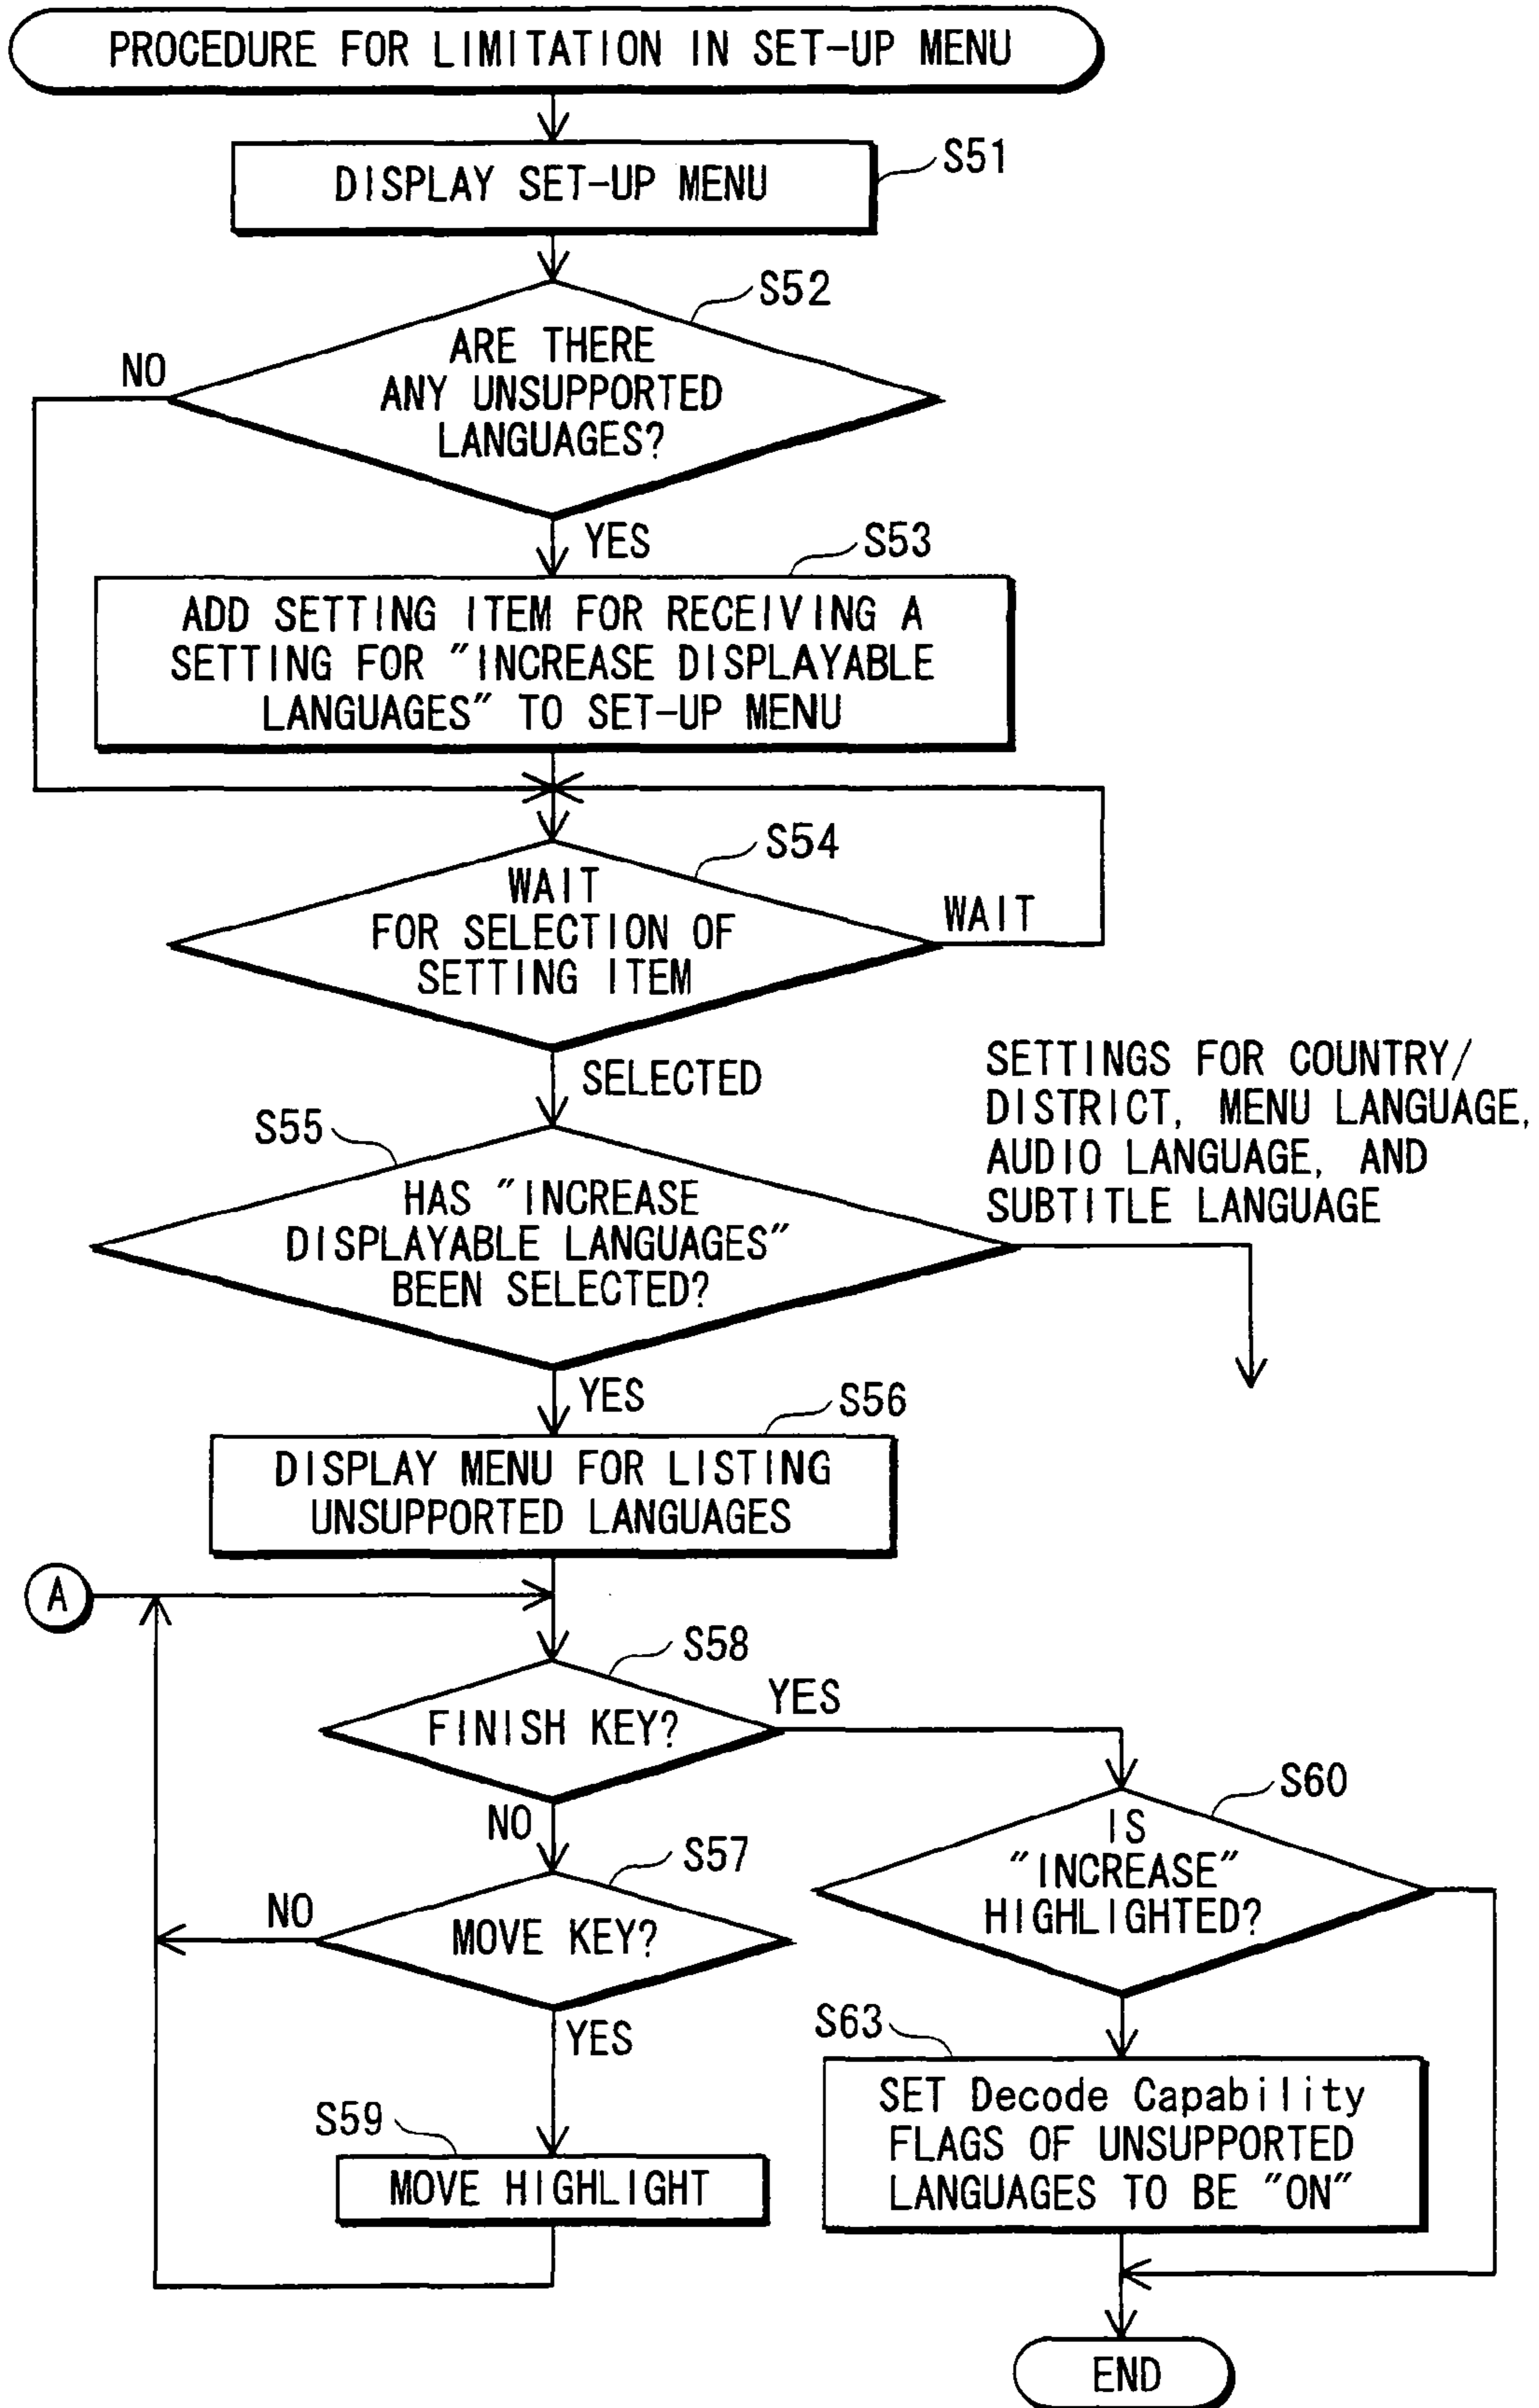 PROCEDURE FOR LIMITATION IN SET-UP MENU
DISPLAY SET-UP MENU
S51
S52
ARE THERE
ANY UNSUPPORTED
LANGUAGES?
NO
YES
S53
ADD SETTING ITEM FOR RECEIVING A
SETTING FOR "INCREASE DISPLAYABLE
LANGUAGES" TO SET-UP MENU
S54
WAIT
FOR SELECTION OF
SETTING ITEM
WAIT
SELECTED
SETTINGS FOR COUNTRY/
DISTRICT, MENU LANGUAGE,
AUDIO LANGUAGE, AND
SUBTITLE LANGUAGE
S55
HAS "INCREASE
DISPLAYABLE LANGUAGES"
BEEN SELECTED?
YES
S56
DISPLAY MENU FOR LISTING
UNSUPPORTED LANGUAGES
A
S58
FINISH KEY?
YES
NO
S57
MOVE KEY?
NO
YES
S60
IS
"INCREASE"
HIGHLIGHTED?
S59
MOVE HIGHLIGHT
S63
SET Decode Capability
FLAGS OF UNSUPPORTED
LANGUAGES TO BE "ON"
END